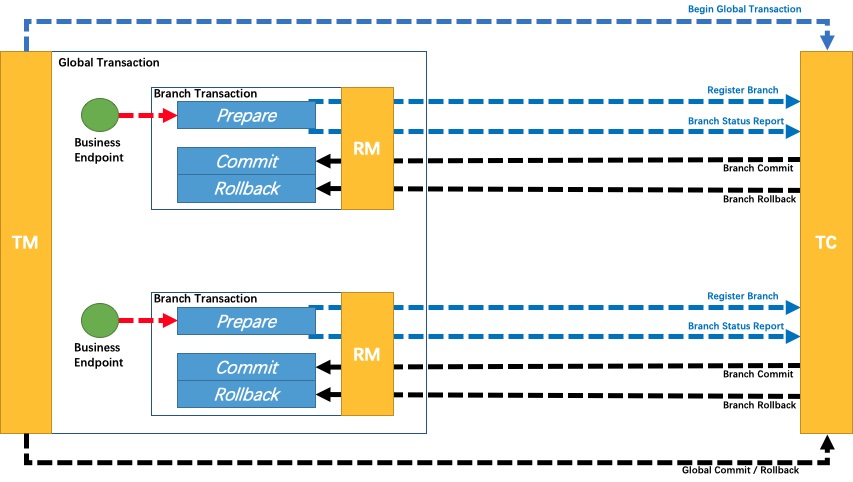 Begin Global Transaction
Global Transaction
Branch Transaction
Prepare
Business
Endpoint
Commit
Rollback
RM
Register Branch
Branch Status Report
Branch Commit
Branch Rollback
TM
TC
Branch Transaction
Prepare
Business
Endpoint
Commit
Rollback
RM
Register Branch
Branch Status Report
Branch Commit
Branch Rollback
Global Commit / Rollback